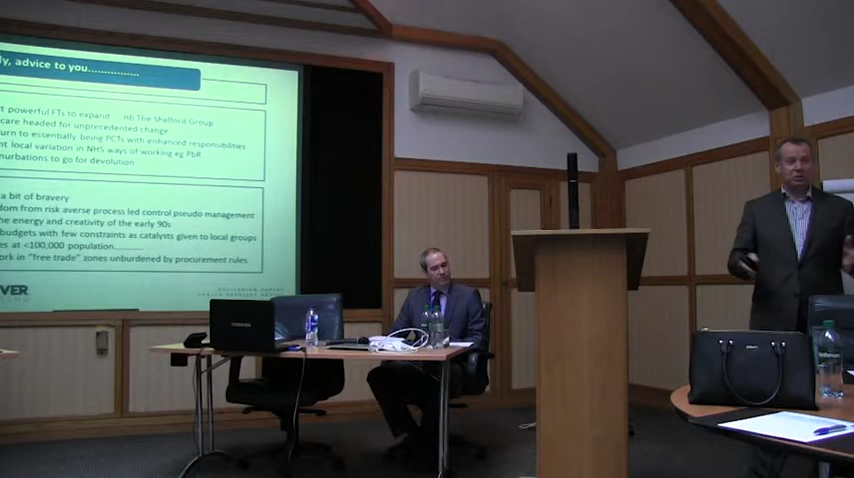 ly, advice to you................
t powerful FTs to expand nb The Shelford Group
care headed for unprecedented change
urn to essentially being PCTs with enhanced responsibilities
nt local variation in NHS ways of working eg PbR
nurbations to go for devolution
a bit of bravery
dom from risk averse process led control pseudo management
he energy and creativity of the early 90s
budgets with few constraints as catalysts given to local groups
es at <100,000 population............
rk in "free trade" zones unburdened by procurement rules
VER
TOSHIBA